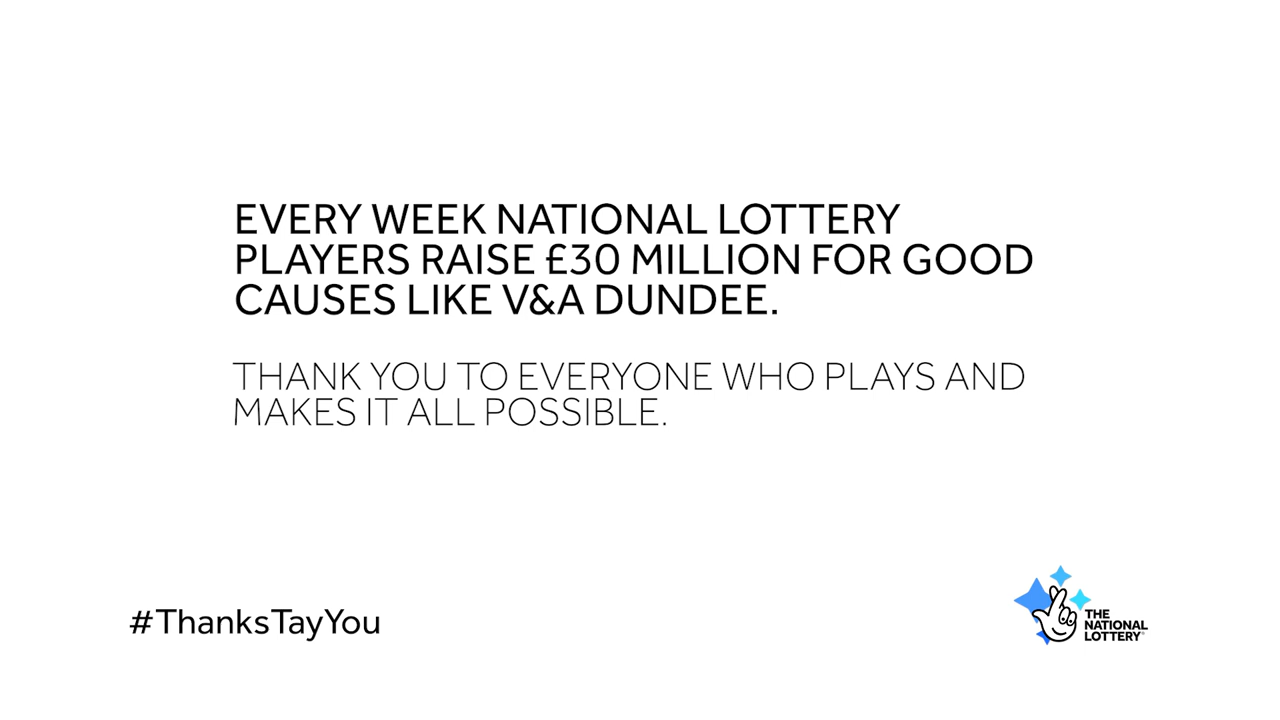 EVERY WEEK NATIONAL LOTTERY
PLAYERS RAISE £30 MILLION FOR GOOD
CAUSES LIKE V&A DUNDEE.
THANK YOU TO EVERYONE WHO PLAYS AND
MAKES IT ALL POSSIBLE.
#ThanksTayYou
THE
NATIONAL
LOTTERY®